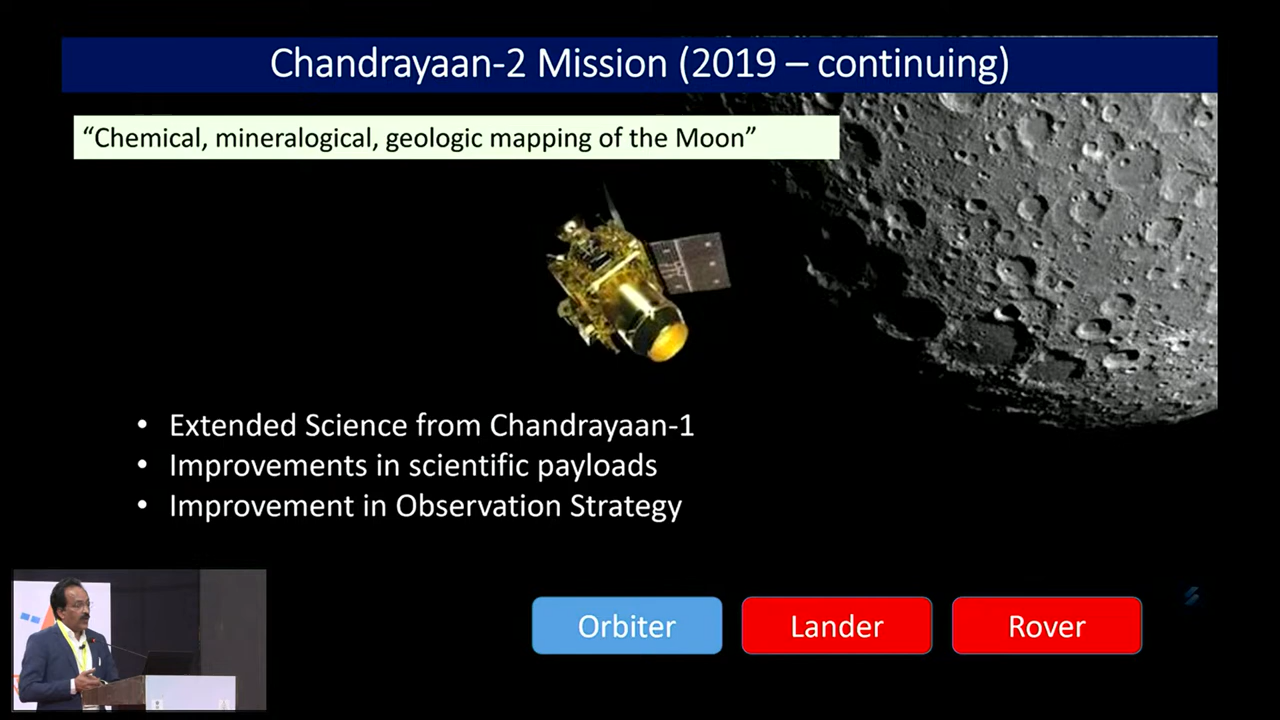 Chandrayaan-2 Mission (2019 – continuing)
“Chemical, mineralogical, geologic mapping of the Moon”
• Extended Science from Chandrayaan-1
• Improvements in scientific payloads
• Improvement in Observation Strategy
Orbiter
Lander
Rover